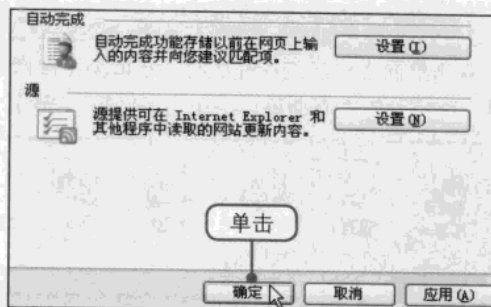 自动完成
自动完成功能存储以前在网页上输
入的内容并向您建议匹配项。
设置(I)
源
源提供可在 Internet Explorer 和
其他程序中读取的网站更新内容。
设置(N)
单击
确定
取消
应用(A)